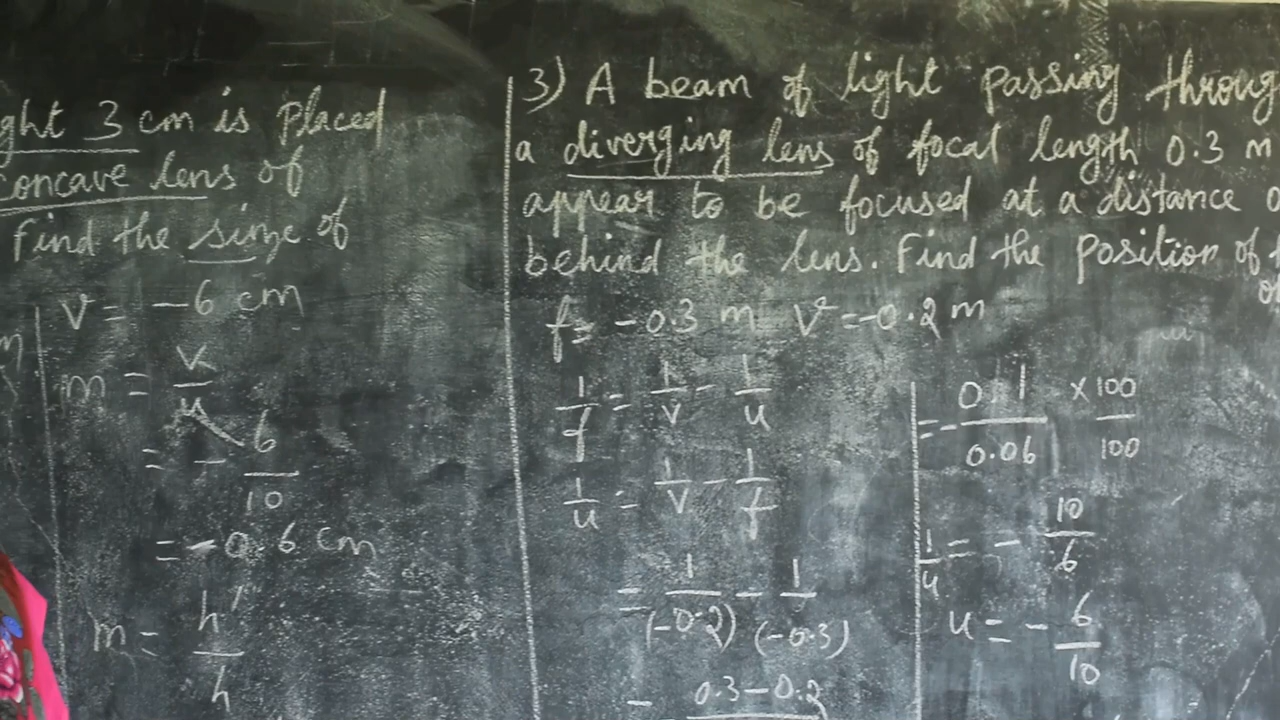 ght 3 cm is placed
concave lens of
Find the sinze of
v = -6 cm
m = v/u
= - 6/10
= -0.6 cm
m = h'/h
3) A beam of light passing throug
a diverging lens of focal length 0.3 m
appear to be focused at a distance o
behind the lens. Find the position of t
f = -0.3 m v = -0.2 m
1/f = 1/v - 1/u
1/u = 1/v - 1/f
= 1/(-0.2) - 1/(-0.3)
= 0.3-0.2
= - 0.1/0.06 × 100/100
1/u = - 10/6
u = - 6/10